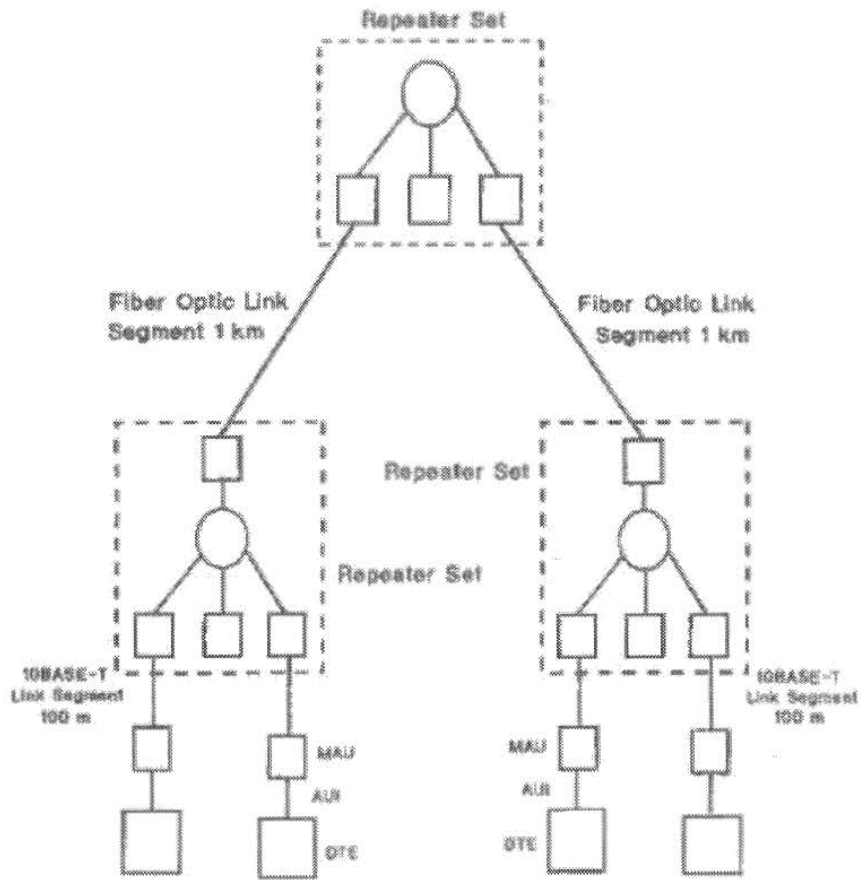 Repeater Set
Fiber Optic Link
Segment 1 km
Fiber Optic Link
Segment 1 km
Repeater Set
Repeater Set
10BASE-T
Link Segment
100 m
10BASE-T
Link Segment
100 m
MAU
MAU
AUI
AUI
DTE
DTE